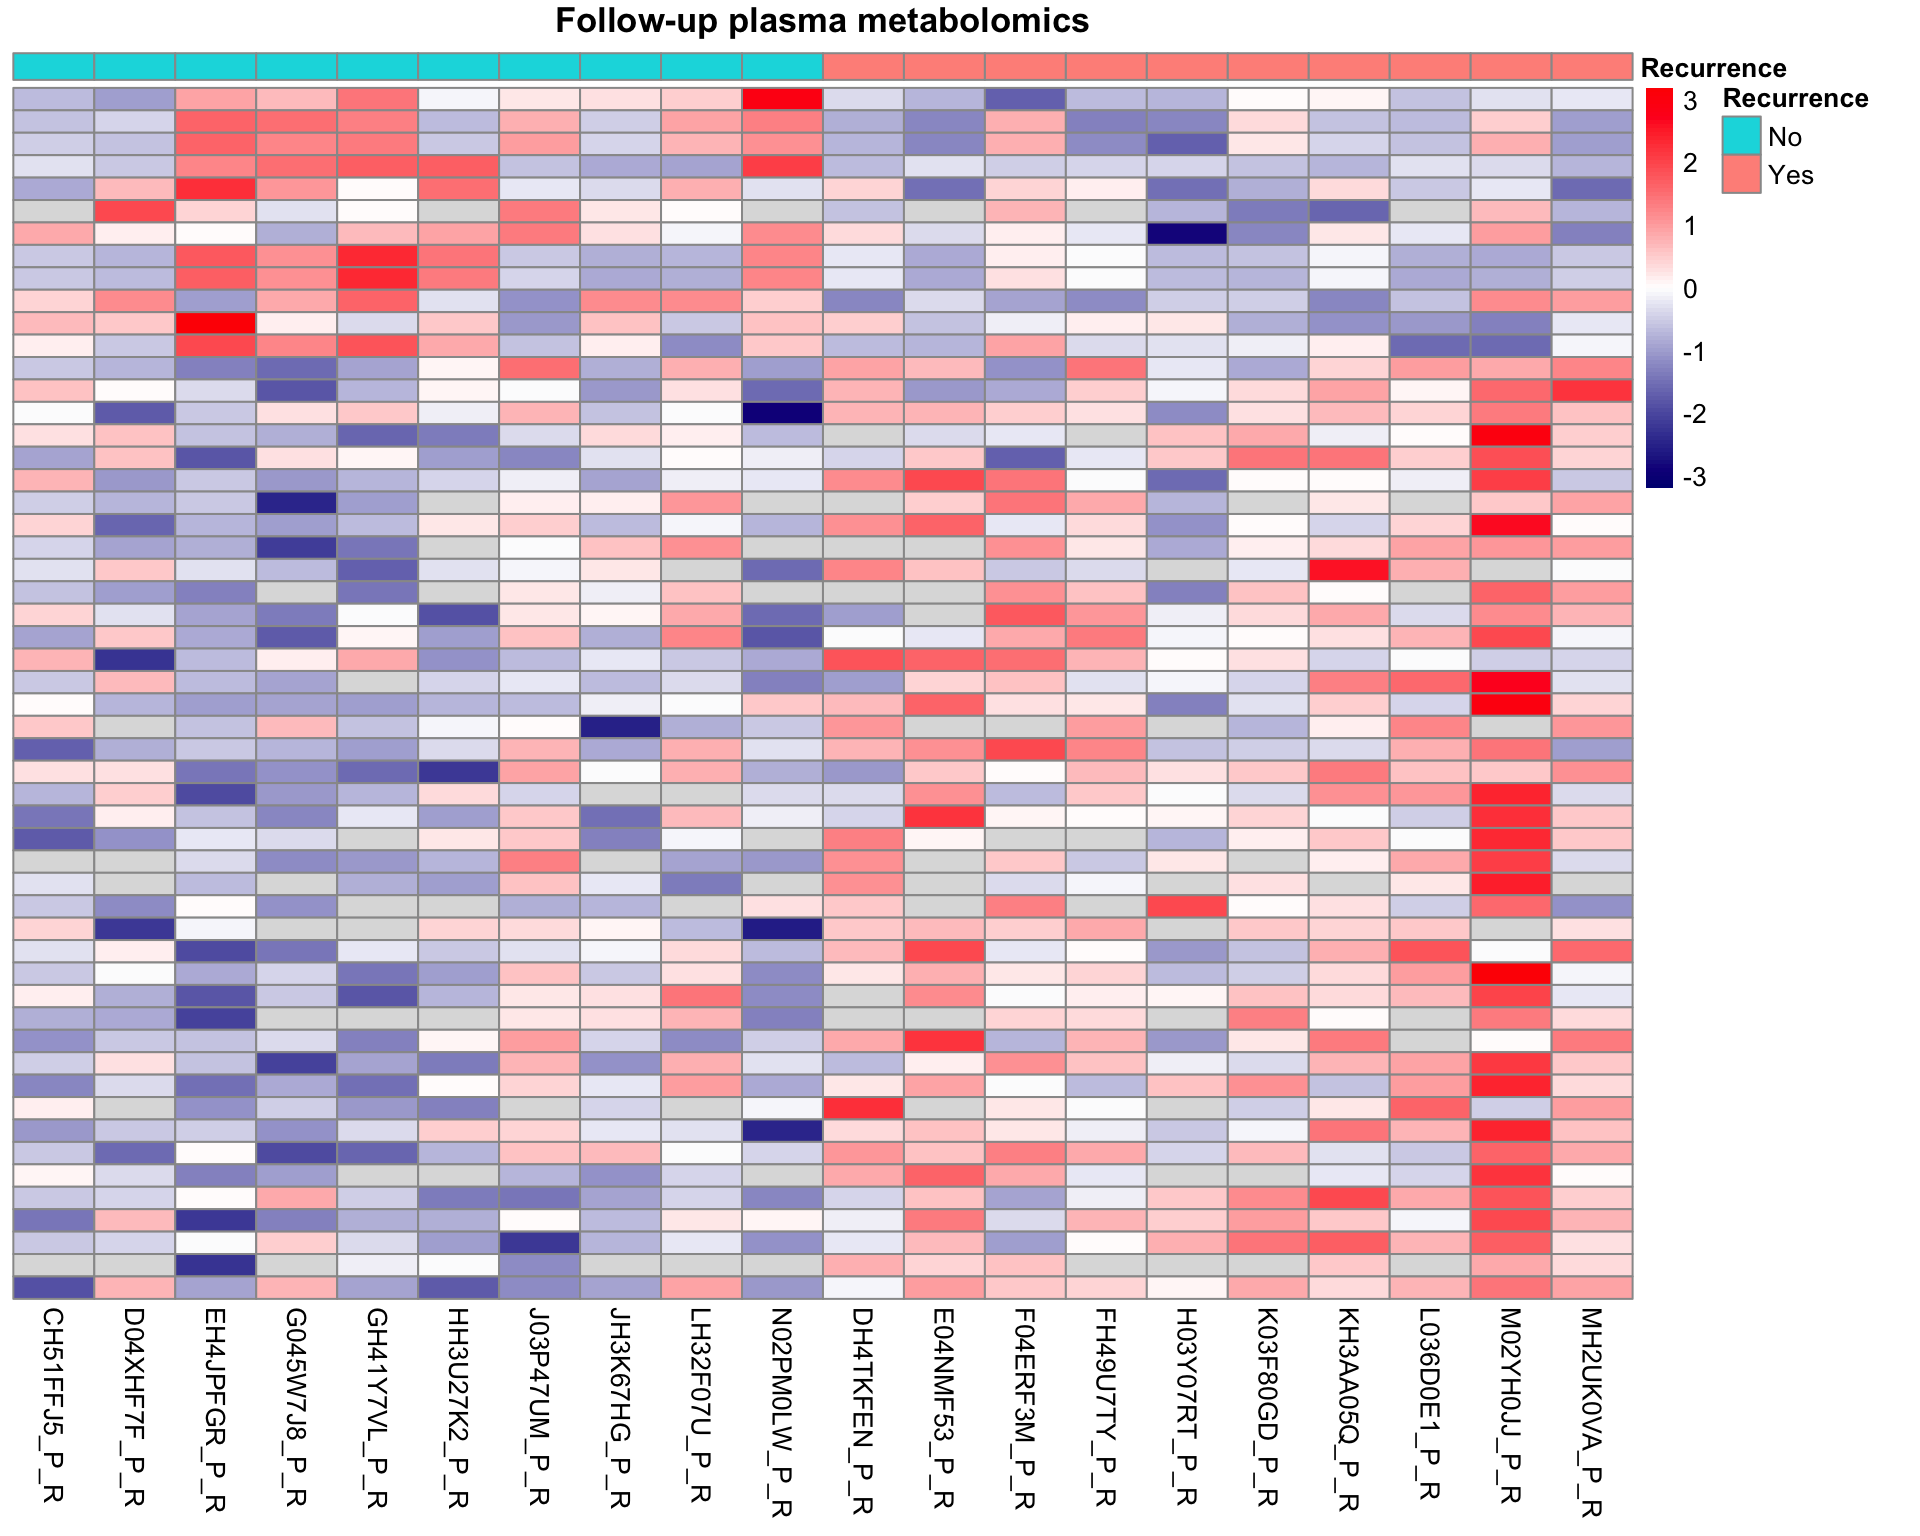 Follow-up plasma metabolomics
Recurrence
Recurrence
No
Yes
3
2
1
0
-1
-2
-3
CH51FFJ5_P_R
D04XHF7F_P_R
EH4JPFGR_P_R
G045W7J8_P_R
GH41Y7VL_P_R
HH3U27K2_P_R
J03P47UM_P_R
JH3K67HG_P_R
LH32F07U_P_R
N02PM0LW_P_R
DH4TKFEN_P_R
E04NMF53_P_R
F04ERF3M_P_R
FH49U7TY_P_R
H03Y07RT_P_R
K03F80GD_P_R
KH3AA05Q_P_R
L036D0E1_P_R
M02YH0JJ_P_R
MH2UK0VA_P_R